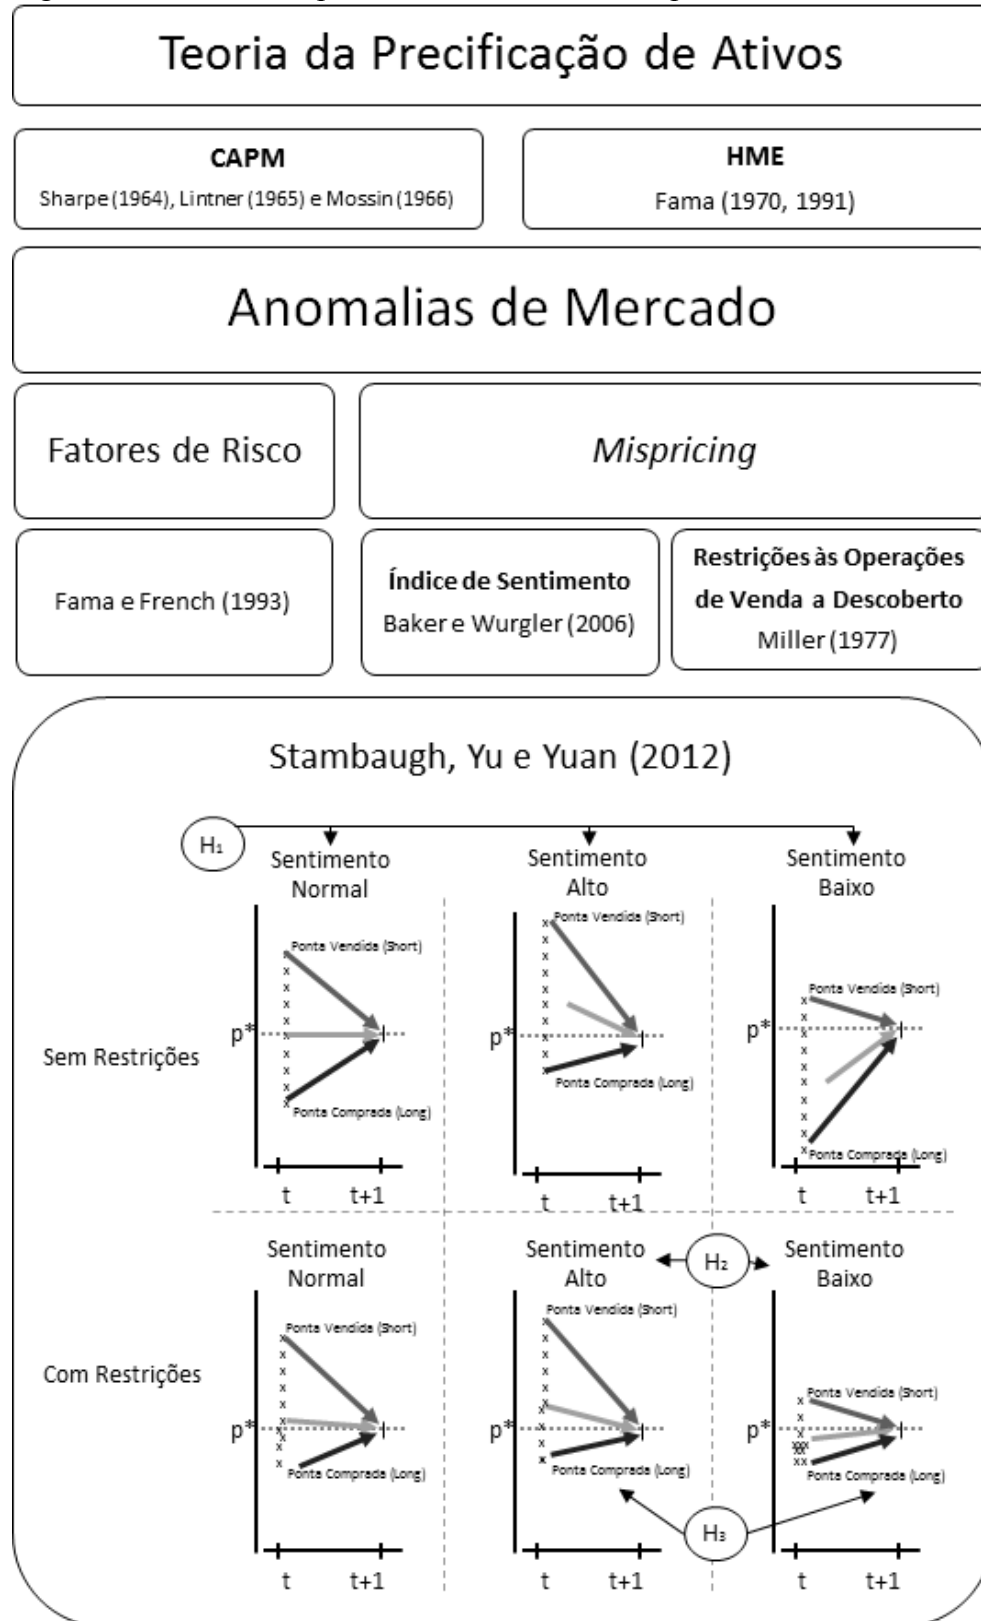 Teoria da Precificação de Ativos
CAPM
Sharpe (1964), Lintner (1965) e Mossin (1966)
HME
Fama (1970, 1991)
Anomalias de Mercado
Fatores de Risco
Mispricing
Fama e French (1993)
Índice de Sentimento
Baker e Wurgler (2006)
Restrições às Operações
de Venda a Descoberto
Miller (1977)
Stambaugh, Yu e Yuan (2012)
H₁
Sentimento
Normal
Sentimento
Alto
Sentimento
Baixo
Sem Restrições
Ponta Vendida (Short)
p*
Ponta Comprada (Long)
t t+1
Ponta Vendida (Short)
p*
Ponta Comprada (Long)
t t+1
Ponta Vendida (Short)
p*
Ponta Comprada (Long)
t t+1
Sentimento
Normal
Sentimento
Alto
H₂
Sentimento
Baixo
Com Restrições
Ponta Vendida (Short)
p*
Ponta Comprada (Long)
t t+1
Ponta Vendida (Short)
p*
Ponta Comprada (Long)
t t+1
Ponta Vendida (Short)
p*
Ponta Comprada (Long)
H₃
t t+1